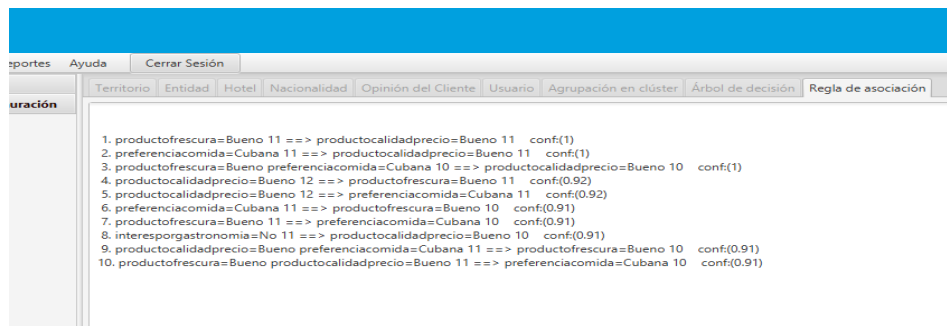 eportes Ayuda Cerrar Sesión
Territorio Entidad Hotel Nacionalidad Opinión del Cliente Usuario Agrupación en clúster Árbol de decisión Regla de asociación
uración
1. productofrescura=Bueno 11 ==> productocalidadprecio=Bueno 11 conf:(1)
2. preferenciacomida=Cubana 11 ==> productocalidadprecio=Bueno 11 conf:(1)
3. productofrescura=Bueno preferenciacomida=Cubana 10 ==> productocalidadprecio=Bueno 10 conf:(1)
4. productocalidadprecio=Bueno 12 ==> productofrescura=Bueno 11 conf:(0.92)
5. productocalidadprecio=Bueno 12 ==> preferenciacomida=Cubana 11 conf:(0.92)
6. preferenciacomida=Cubana 11 ==> productofrescura=Bueno 10 conf:(0.91)
7. productofrescura=Bueno 11 ==> preferenciacomida=Cubana 10 conf:(0.91)
8. interesporgastronomia=No 11 ==> productocalidadprecio=Bueno 10 conf:(0.91)
9. productocalidadprecio=Bueno preferenciacomida=Cubana 11 ==> productofrescura=Bueno 10 conf:(0.91)
10. productofrescura=Bueno productocalidadprecio=Bueno 11 ==> preferenciacomida=Cubana 10 conf:(0.91)